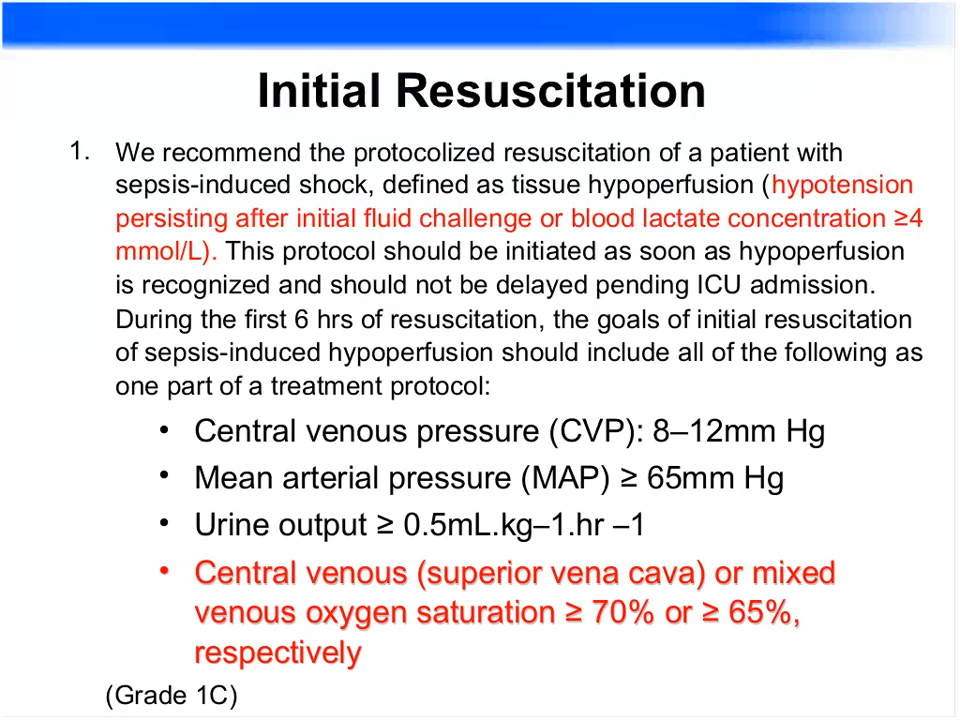 Initial Resuscitation
1. We recommend the protocolized resuscitation of a patient with
sepsis-induced shock, defined as tissue hypoperfusion (hypotension
persisting after initial fluid challenge or blood lactate concentration ≥4
mmol/L). This protocol should be initiated as soon as hypoperfusion
is recognized and should not be delayed pending ICU admission.
During the first 6 hrs of resuscitation, the goals of initial resuscitation
of sepsis-induced hypoperfusion should include all of the following as
one part of a treatment protocol:
• Central venous pressure (CVP): 8–12mm Hg
• Mean arterial pressure (MAP) ≥ 65mm Hg
• Urine output ≥ 0.5mL.kg–1.hr –1
• Central venous (superior vena cava) or mixed
venous oxygen saturation ≥ 70% or ≥ 65%,
respectively
(Grade 1C)